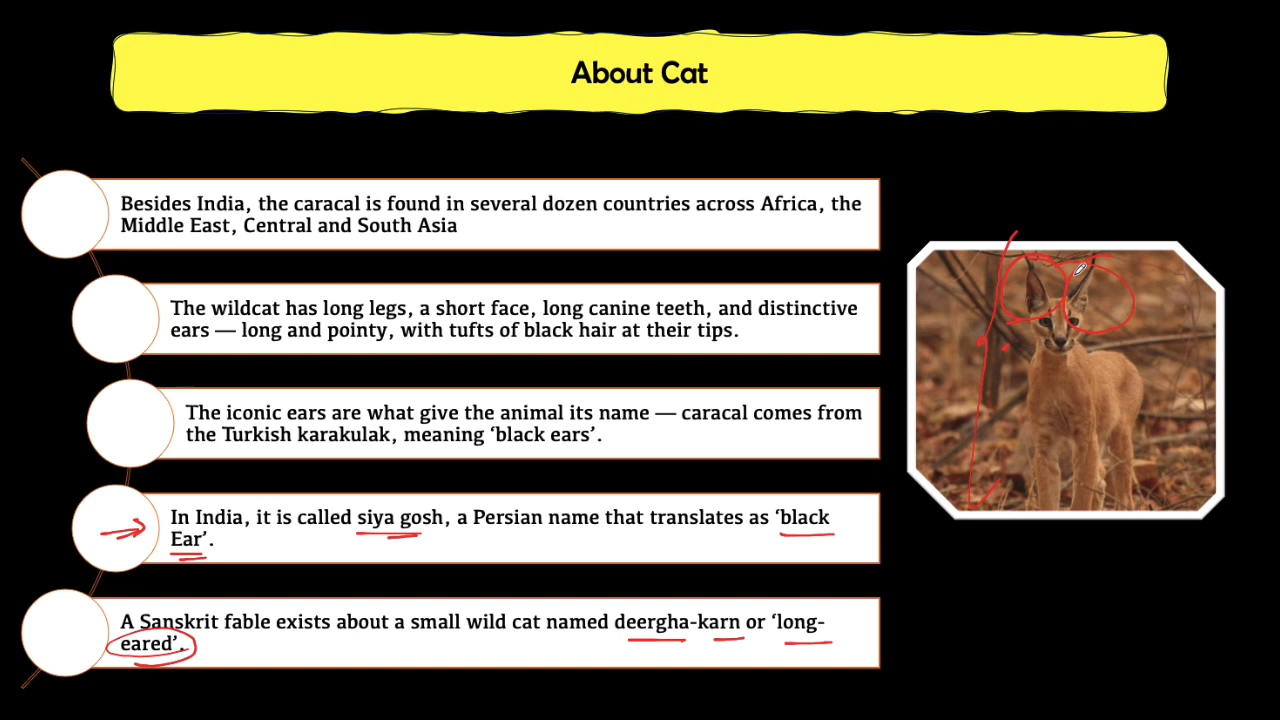 About Cat
Besides India, the caracal is found in several dozen countries across Africa, the
Middle East, Central and South Asia
The wildcat has long legs, a short face, long canine teeth, and distinctive
ears — long and pointy, with tufts of black hair at their tips.
The iconic ears are what give the animal its name — caracal comes from
the Turkish karakulak, meaning ‘black ears’.
In India, it is called siya gosh, a Persian name that translates as ‘black
Ear’.
A Sanskrit fable exists about a small wild cat named deergha-karn or ‘long-
eared’.